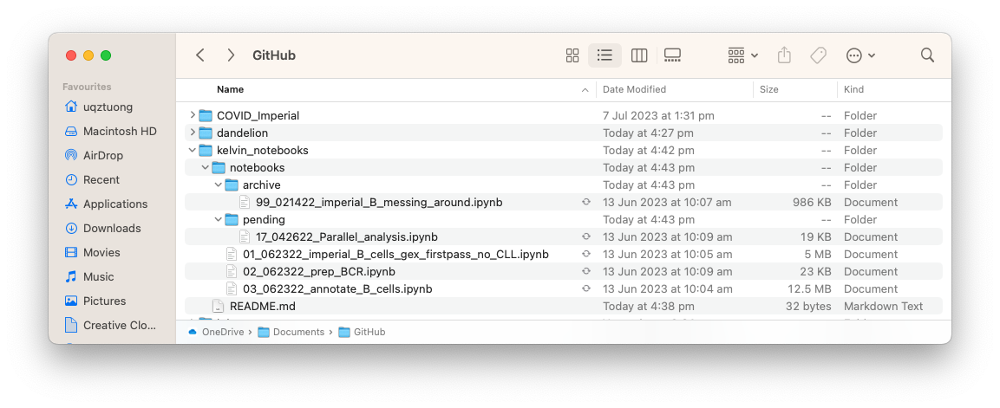 GitHub
Name Date Modified Size Kind
Favourites
uqztuong
Macintosh HD
AirDrop
Recent
Applications
Downloads
Movies
Music
Pictures
Creative Clo...
COVID_Imperial 7 Jul 2023 at 1:31 pm -- Folder
dandelion Today at 4:27 pm -- Folder
kelvin_notebooks Today at 4:42 pm -- Folder
notebooks Today at 4:43 pm -- Folder
archive Today at 4:43 pm -- Folder
99_021422_imperial_B_messing_around.ipynb 13 Jun 2023 at 10:07 am 986 KB Document
pending Today at 4:43 pm -- Folder
17_042622_Parallel_analysis.ipynb 13 Jun 2023 at 10:09 am 19 KB Document
01_062322_imperial_B_cells_gex_firstpass_no_CLL.ipynb 13 Jun 2023 at 10:05 am 5 MB Document
02_062322_prep_BCR.ipynb 13 Jun 2023 at 10:09 am 23 KB Document
03_062322_annotate_B_cells.ipynb 13 Jun 2023 at 10:04 am 12.5 MB Document
README.md Today at 4:38 pm 32 bytes Markdown Text
OneDrive › Documents › GitHub